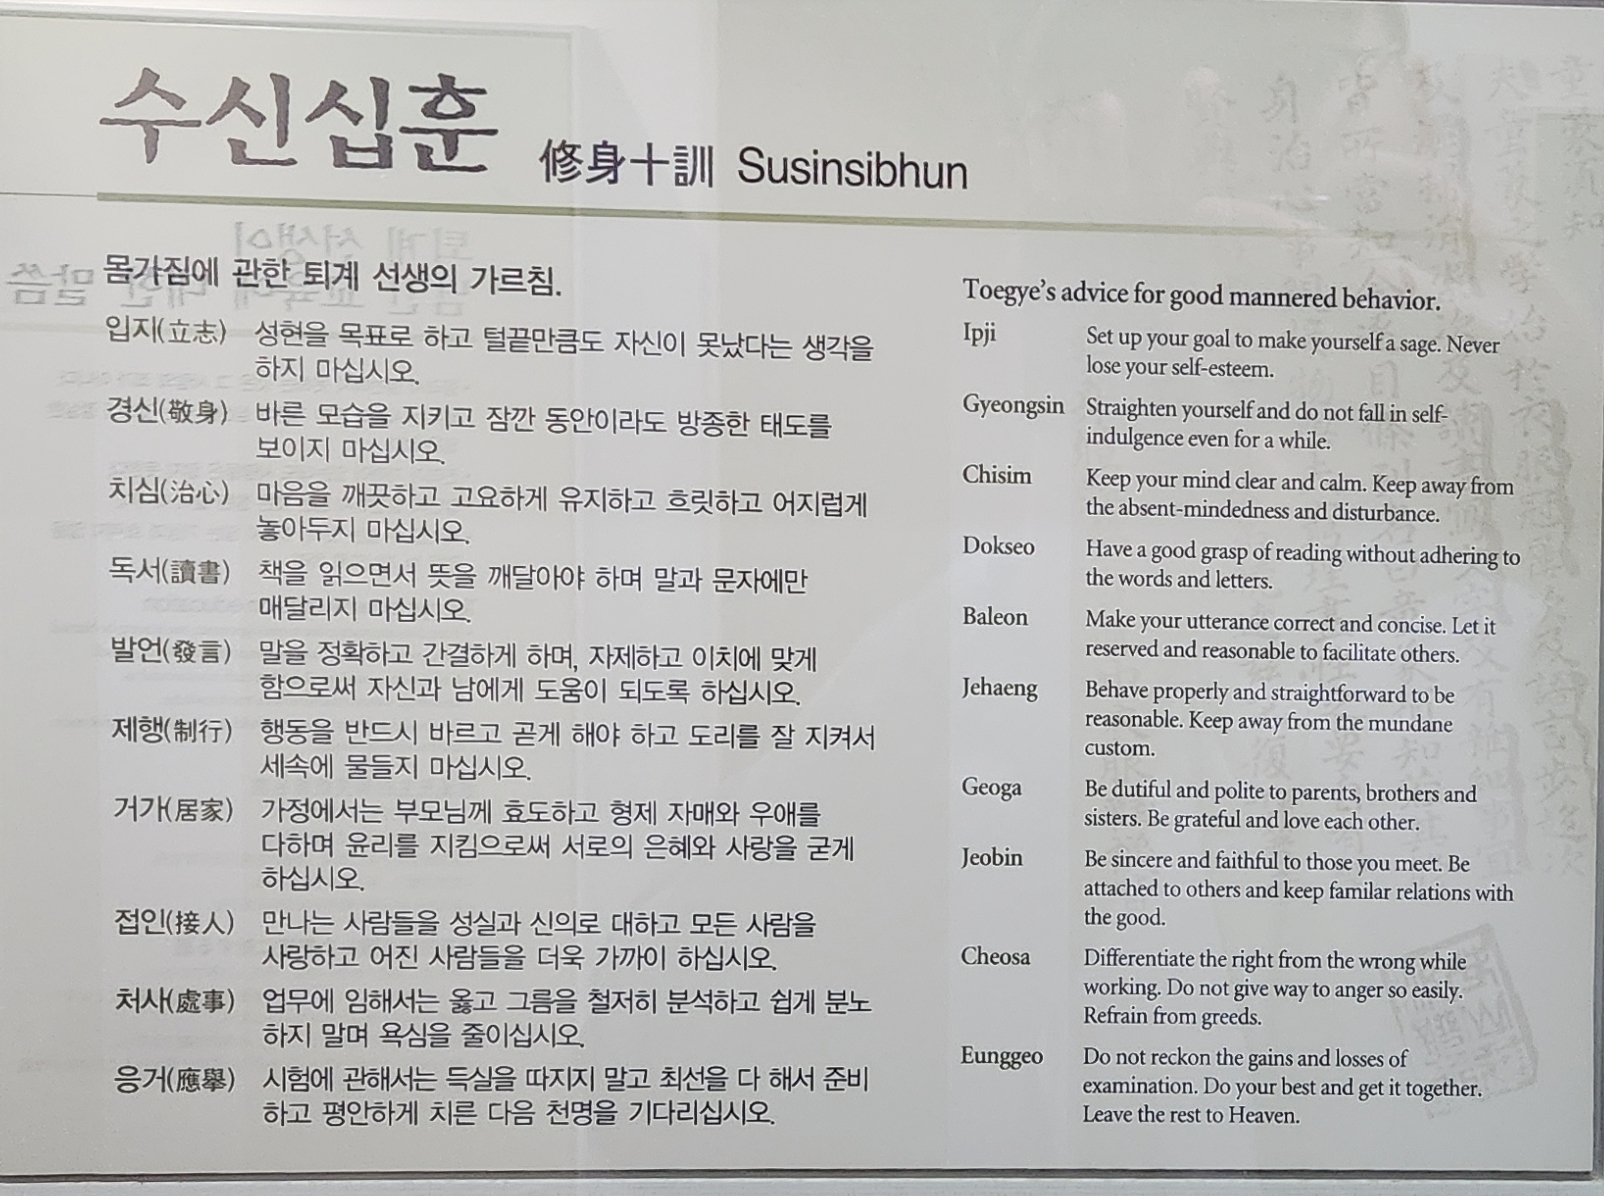 수신십훈 修身十訓 Susinsibhun
몸가짐에 관한 퇴계 선생의 가르침.
입지(立志) 성현을 목표로 하고 털끝만큼도 자신이 못났다는 생각을
하지 마십시오.
경신(敬身) 바른 모습을 지키고 잠깐 동안이라도 방종한 태도를
보이지 마십시오.
치심(治心) 마음을 깨끗하고 고요하게 유지하고 흐릿하고 어지럽게
놓아두지 마십시오.
독서(讀書) 책을 읽으면서 뜻을 깨달아야 하며 말과 문자에만
매달리지 마십시오.
발언(發言) 말을 정확하고 간결하게 하며, 자제하고 이치에 맞게
함으로써 자신과 남에게 도움이 되도록 하십시오.
제행(制行) 행동을 반드시 바르고 곧게 해야 하고 도리를 잘 지켜서
세속에 물들지 마십시오.
거가(居家) 가정에서는 부모님께 효도하고 형제 자매와 우애를
다하며 윤리를 지킴으로써 서로의 은혜와 사랑을 굳게
하십시오.
접인(接人) 만나는 사람들을 성실과 신의로 대하고 모든 사람을
사랑하고 어진 사람들을 더욱 가까이 하십시오.
처사(處事) 업무에 임해서는 옳고 그름을 철저히 분석하고 쉽게 분노
하지 말며 욕심을 줄이십시오.
응거(應擧) 시험에 관해서는 득실을 따지지 말고 최선을 다 해서 준비
하고 평안하게 치른 다음 천명을 기다리십시오.
Toegye's advice for good mannered behavior.
Ipji Set up your goal to make yourself a sage. Never
lose your self-esteem.
Gyeongsin Straighten yourself and do not fall in self-
indulgence even for a while.
Chisim Keep your mind clear and calm. Keep away from
the absent-mindedness and disturbance.
Dokseo Have a good grasp of reading without adhering to
the words and letters.
Baleon Make your utterance correct and concise. Let it
reserved and reasonable to facilitate others.
Jehaeng Behave properly and straightforward to be
reasonable. Keep away from the mundane
custom.
Geoga Be dutiful and polite to parents, brothers and
sisters. Be grateful and love each other.
Jeobin Be sincere and faithful to those you meet. Be
attached to others and keep familar relations with
the good.
Cheosa Differentiate the right from the wrong while
working. Do not give way to anger so easily.
Refrain from greeds.
Eunggeo Do not reckon the gains and losses of
examination. Do your best and get it together.
Leave the rest to Heaven.